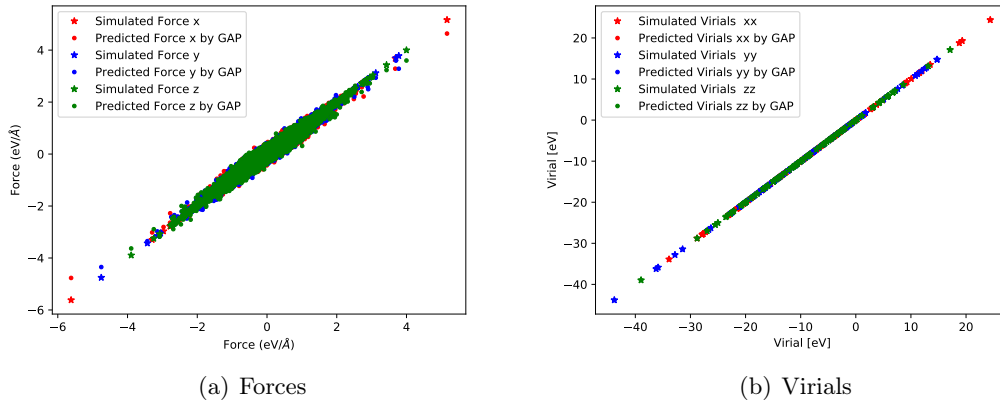 Simulated Force x
Predicted Force x by GAP
Simulated Force y
Predicted Force y by GAP
Simulated Force z
Predicted Force z by GAP
4
2
0
−2
−4
−6
Force (eV/Å)
−6 −4 −2 0 2 4
Force (eV/Å)
(a) Forces
Simulated Virials xx
Predicted Virials xx by GAP
Simulated Virials yy
Predicted Virials yy by GAP
Simulated Virials zz
Predicted Virials zz by GAP
20
10
0
−10
−20
−30
−40
Virial [eV]
−40 −30 −20 −10 0 10 20
Virial [eV]
(b) Virials